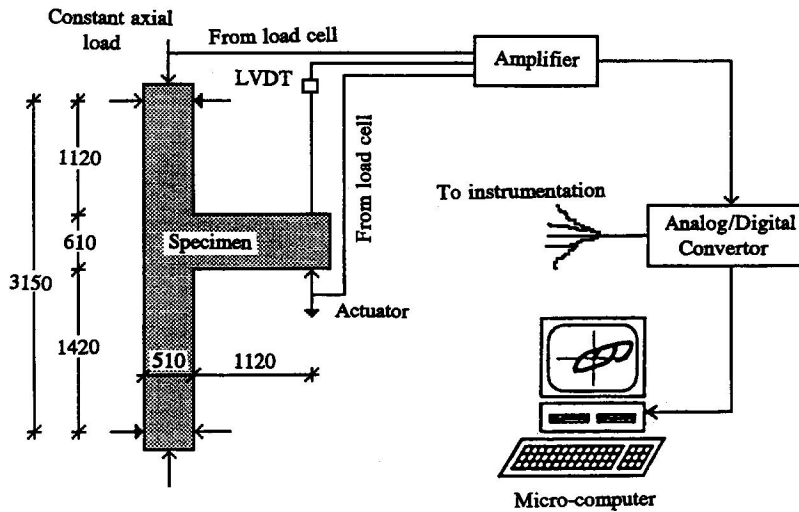 Constant axial
load
From load cell
LVDT
Amplifier
From load cell
1120
To instrumentation
Analog/Digital
Convertor
610
Specimen
3150
Actuator
1420
510
1120
Micro-computer